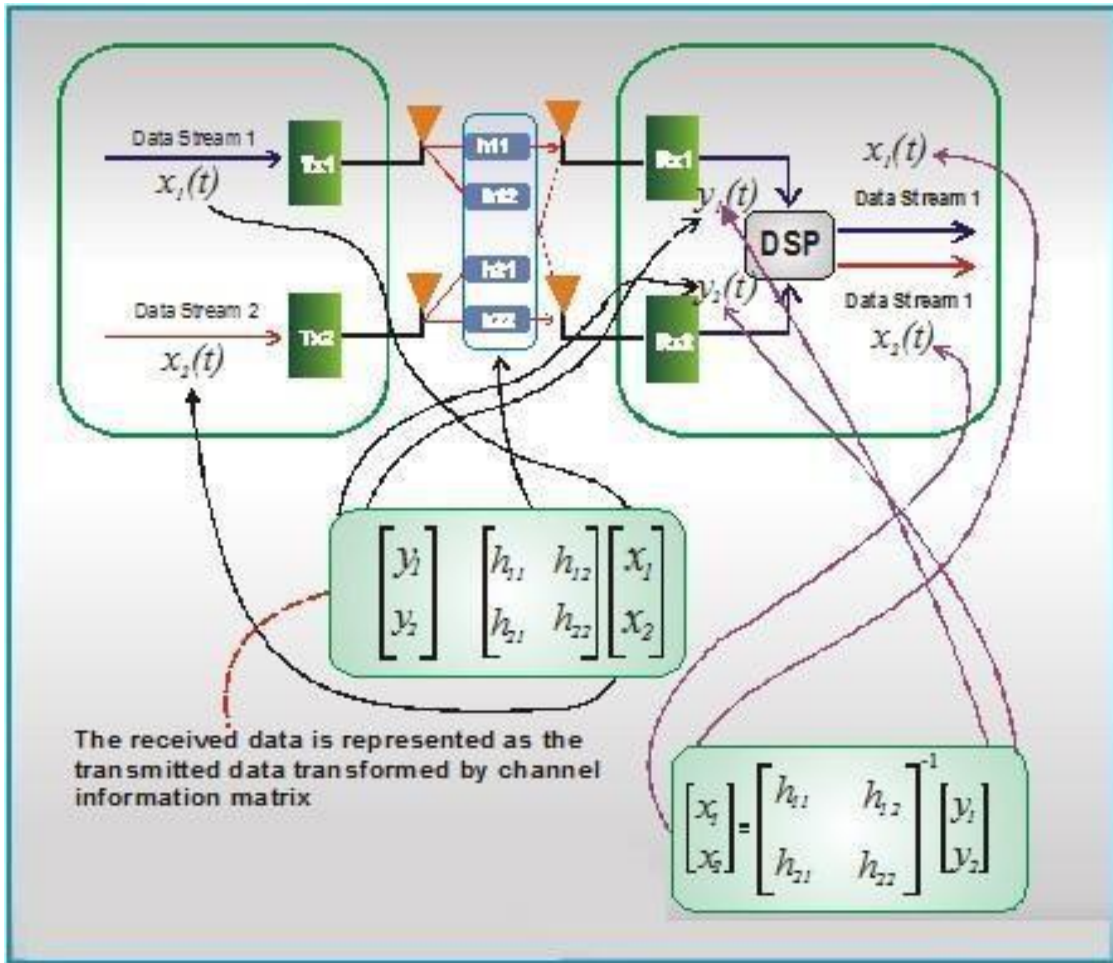 Data Stream 1
x₁(t)
Tx1
h11
h12
h21
h22
Rx1
y₁(t)
DSP
x₁(t)
Data Stream 1
Data Stream 2
x₂(t)
Tx2
y₂(t)
Rx2
Data Stream 1
x₂(t)
[y₁ y₂] [h₁₁ h₁₂ h₂₁ h₂₂] [x₁ x₂]
The received data is represented as the
transmitted data transformed by channel
information matrix
[x₁ x₂] = [h₁₁ h₁₂ h₂₁ h₂₂]⁻¹ [y₁ y₂]